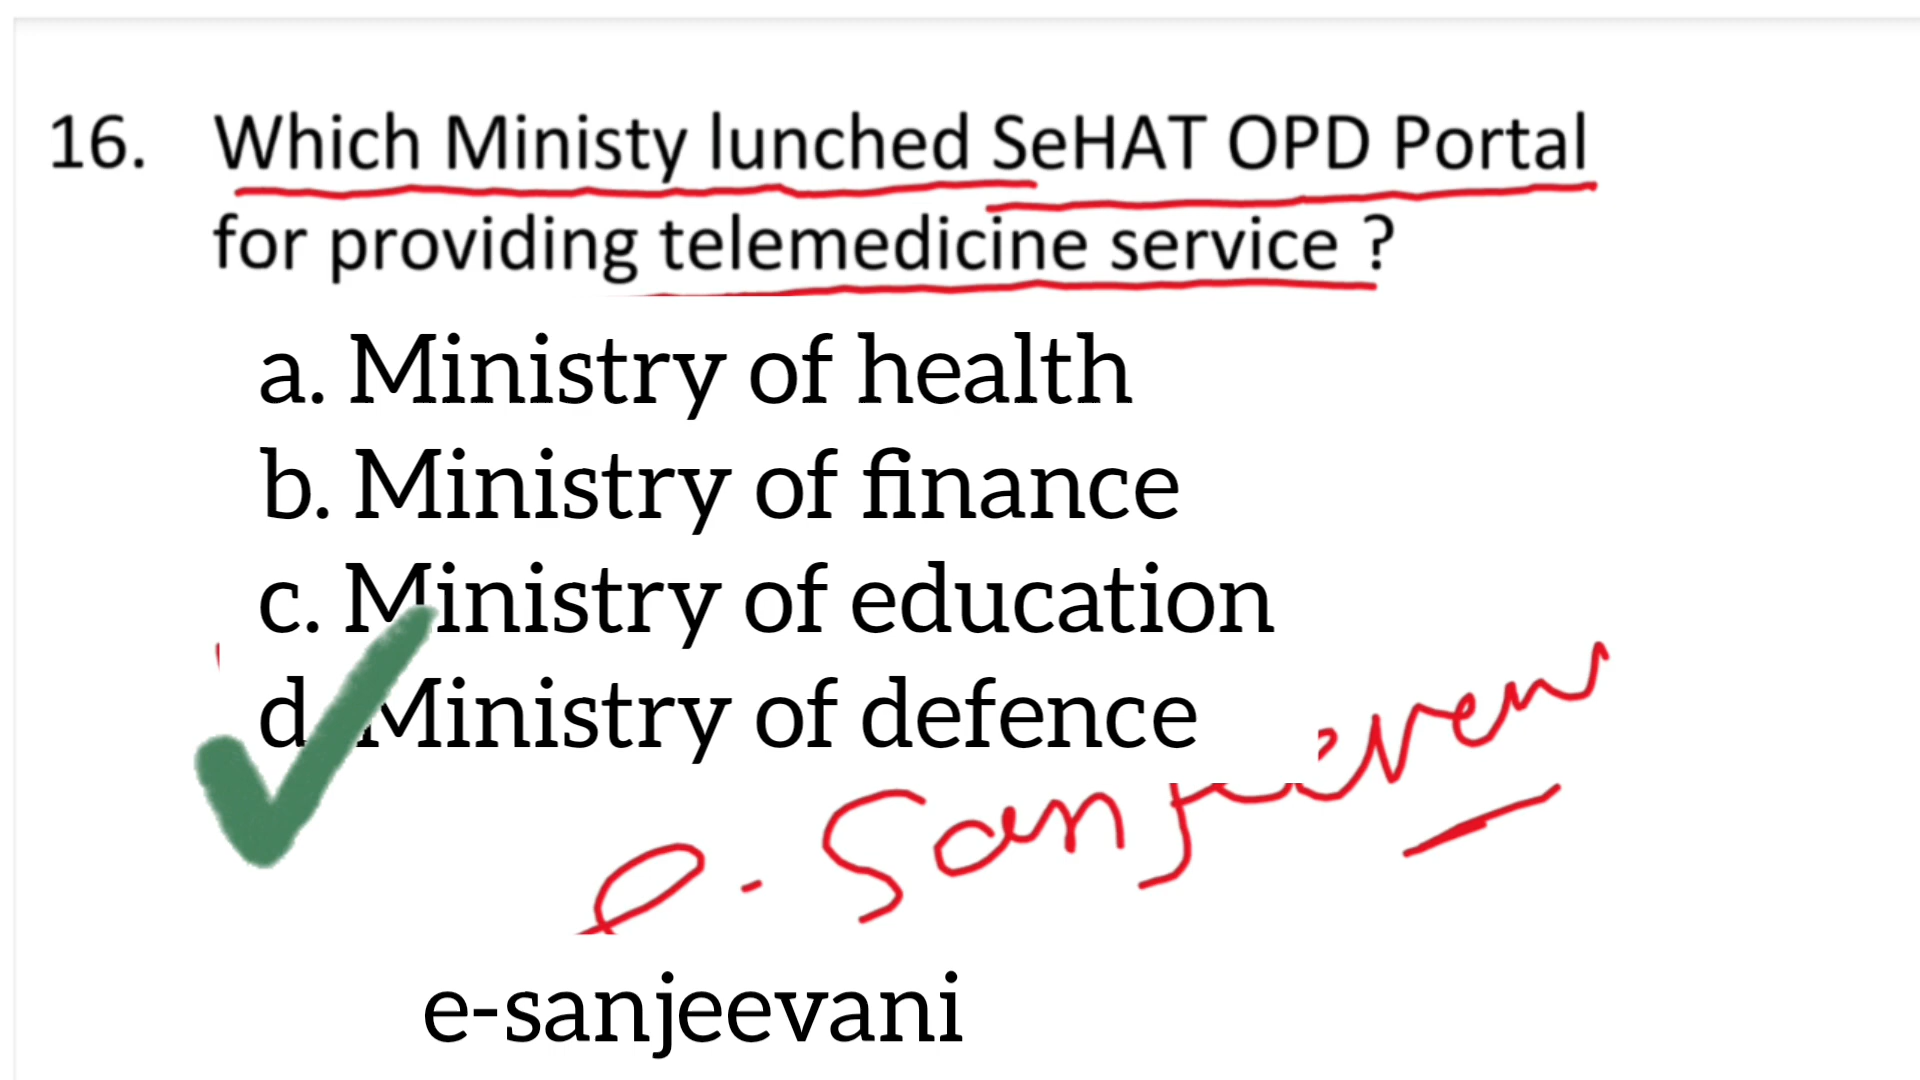 16. Which Ministy lunched SeHAT OPD Portal
for providing telemedicine service ?
a. Ministry of health
b. Ministry of finance
c. Ministry of education
d Ministry of defence
e-sanjeevani